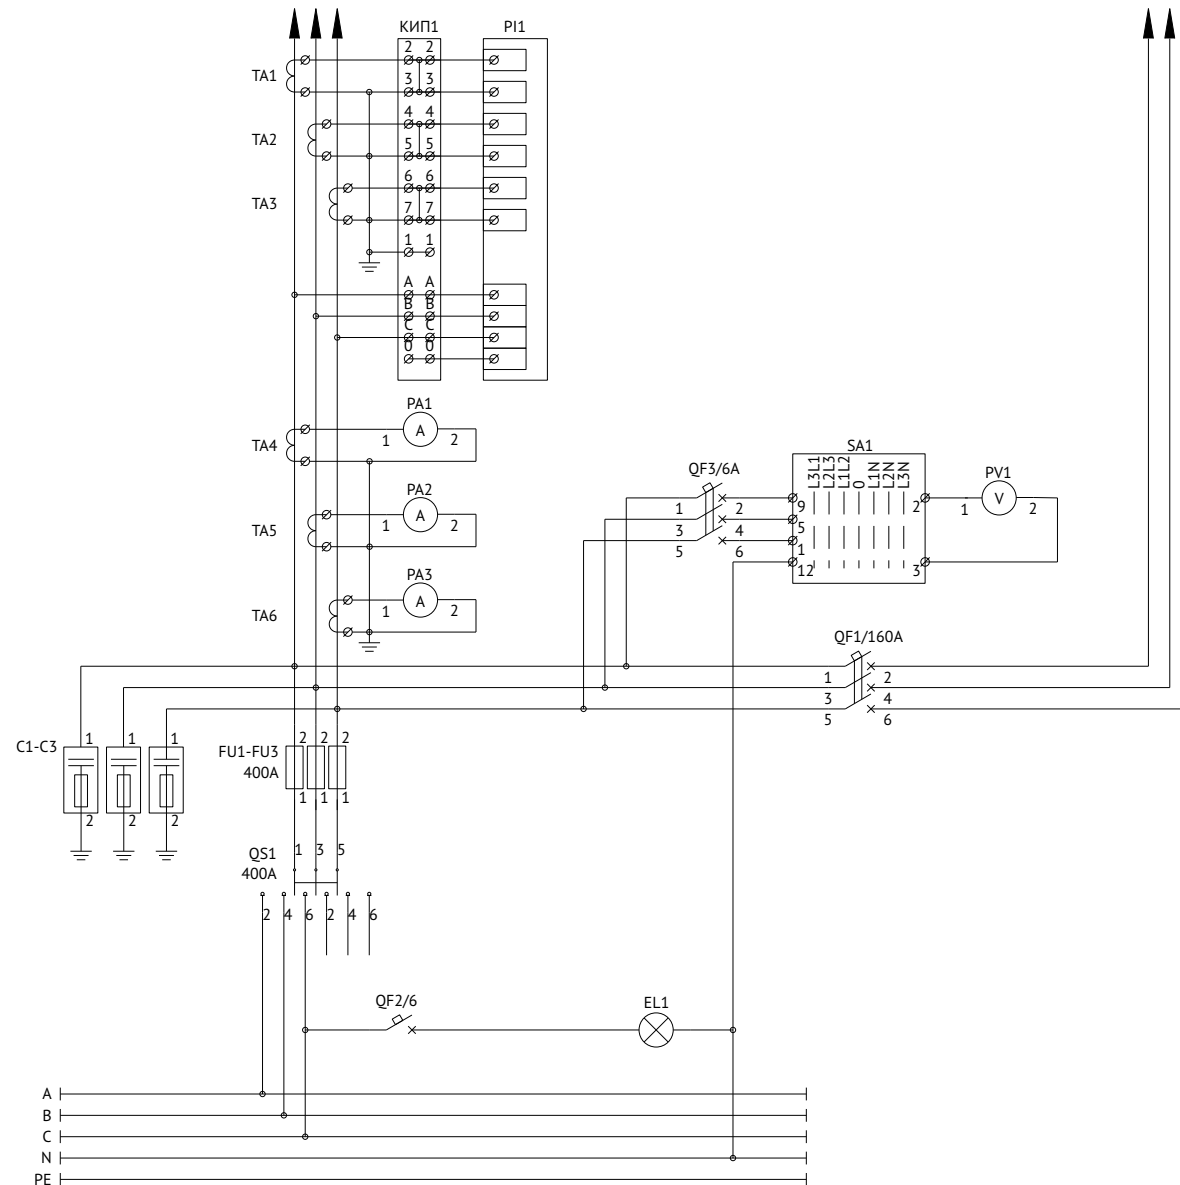 КИП1 PI1
2 2
TA1
3 3
4 4
TA2
5 5
6 6
TA3
7 7
1 1
A A
B B
C C
0 0
PA1
A
1 2
TA4
PA2
A
1 2
TA5
PA3
A
1 2
TA6
SA1
L3L1
L2L3
L1L2
0
L1N
L2N
L3N
QF3/6A
PV1
V
1 2
1 2
3 4
5 6
9 2
5
1
12 3
QF1/160A
1 2
3 4
5 6
C1-C3
1 1 1
2 2 2
FU1-FU3
400A
2 2 2
1 1 1
QS1
400A
1 3 5
2 4 6 2 4 6
QF2/6
EL1
A
B
C
N
PE